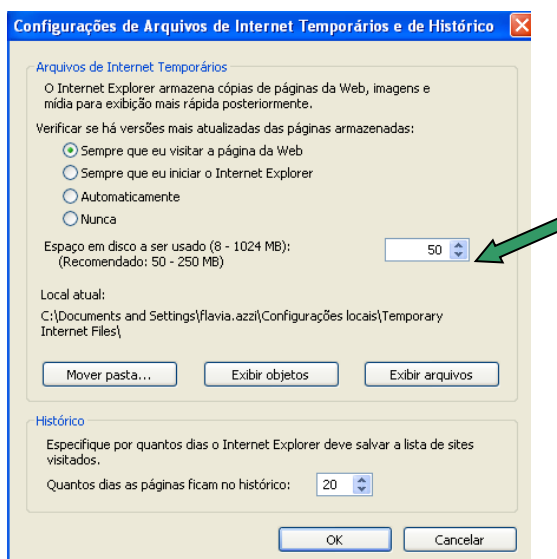 Configurações de Arquivos de Internet Temporários e de Histórico
Arquivos de Internet Temporários
O Internet Explorer armazena cópias de páginas da Web, imagens e
mídia para exibição mais rápida posteriormente.
Verificar se há versões mais atualizadas das páginas armazenadas:
Sempre que eu visitar a página da Web
Sempre que eu iniciar o Internet Explorer
Automaticamente
Nunca
Espaço em disco a ser usado (8 - 1024 MB): 50
(Recomendado: 50 - 250 MB)
Local atual:
C:\Documents and Settings\flavia.azzi\Configurações locais\Temporary
Internet Files\
Mover pasta... Exibir objetos Exibir arquivos
Histórico
Especifique por quantos dias o Internet Explorer deve salvar a lista de sites
visitados.
Quantos dias as páginas ficam no histórico: 20
OK Cancelar